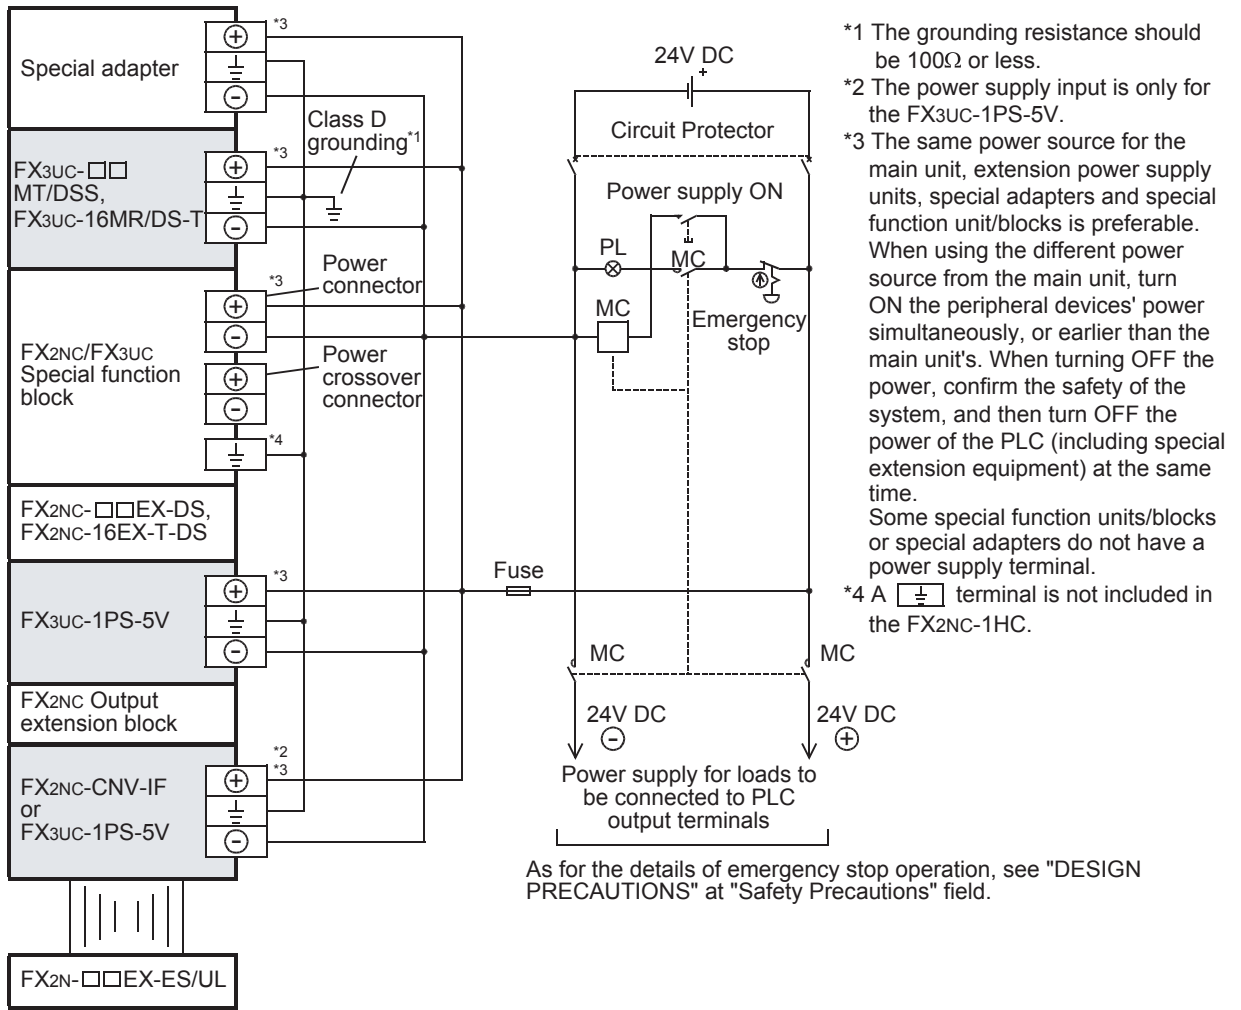 *3
Special adapter
24V DC
+
Circuit Protector
Class D
grounding*1
*3
FX3UC-□□
MT/DSS,
FX3UC-16MR/DS-T
Power supply ON
PL
MC
MC
Emergency
stop
*3
Power
connector
FX2NC/FX3UC
Special function
block
Power
crossover
connector
*4
FX2NC-□□EX-DS,
FX2NC-16EX-T-DS
*3
Fuse
FX3UC-1PS-5V
MC
MC
FX2NC Output
extension block
24V DC
24V DC
*2
*3
FX2NC-CNV-IF
or
FX3UC-1PS-5V
Power supply for loads to
be connected to PLC
output terminals
As for the details of emergency stop operation, see "DESIGN
PRECAUTIONS" at "Safety Precautions" field.
FX2N-□□EX-ES/UL
*1 The grounding resistance should
be 100Ω or less.
*2 The power supply input is only for
the FX3UC-1PS-5V.
*3 The same power source for the
main unit, extension power supply
units, special adapters and special
function unit/blocks is preferable.
When using the different power
source from the main unit, turn
ON the peripheral devices' power
simultaneously, or earlier than the
main unit's. When turning OFF the
power, confirm the safety of the
system, and then turn OFF the
power of the PLC (including special
extension equipment) at the same
time.
Some special function units/blocks
or special adapters do not have a
power supply terminal.
*4 A ⏚ terminal is not included in
the FX2NC-1HC.